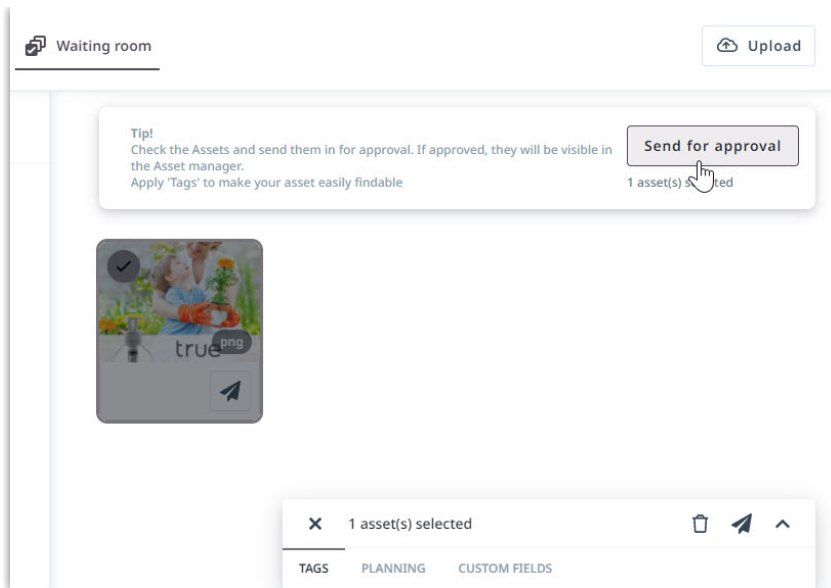 Waiting room
Upload
Tip!
Check the Assets and send them in for approval. If approved, they will be visible in
the Asset manager.
Apply 'Tags' to make your asset easily findable
Send for approval
1 asset(s)
png
true
1 asset(s) selected
TAGS PLANNING CUSTOM FIELDS